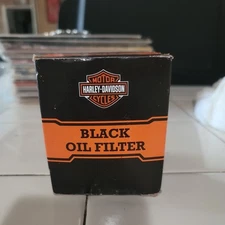 MOTOR
HARLEY-DAVIDSON
CYCLES
BLACK
OIL FILTER